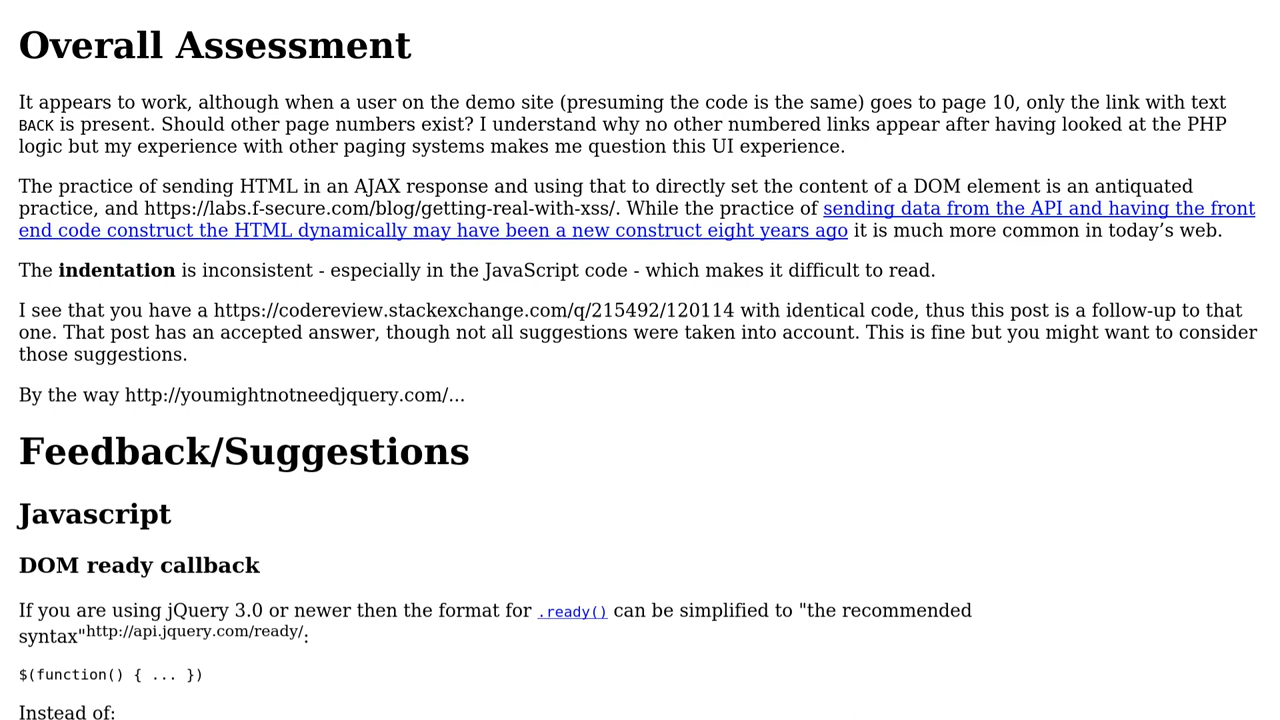 Overall Assessment
It appears to work, although when a user on the demo site (presuming the code is the same) goes to page 10, only the link with text
BACK is present. Should other page numbers exist? I understand why no other numbered links appear after having looked at the PHP
logic but my experience with other paging systems makes me question this UI experience.
The practice of sending HTML in an AJAX response and using that to directly set the content of a DOM element is an antiquated
practice, and https://labs.f-secure.com/blog/getting-real-with-xss/. While the practice of sending data from the API and having the front
end code construct the HTML dynamically may have been a new construct eight years ago it is much more common in today’s web.
The indentation is inconsistent - especially in the JavaScript code - which makes it difficult to read.
I see that you have a https://codereview.stackexchange.com/q/215492/120114 with identical code, thus this post is a follow-up to that
one. That post has an accepted answer, though not all suggestions were taken into account. This is fine but you might want to consider
those suggestions.
By the way http://youmightnotneedjquery.com/...
Feedback/Suggestions
Javascript
DOM ready callback
If you are using jQuery 3.0 or newer then the format for .ready() can be simplified to "the recommended
syntax"http://api.jquery.com/ready/:
$(function() { ... })
Instead of: